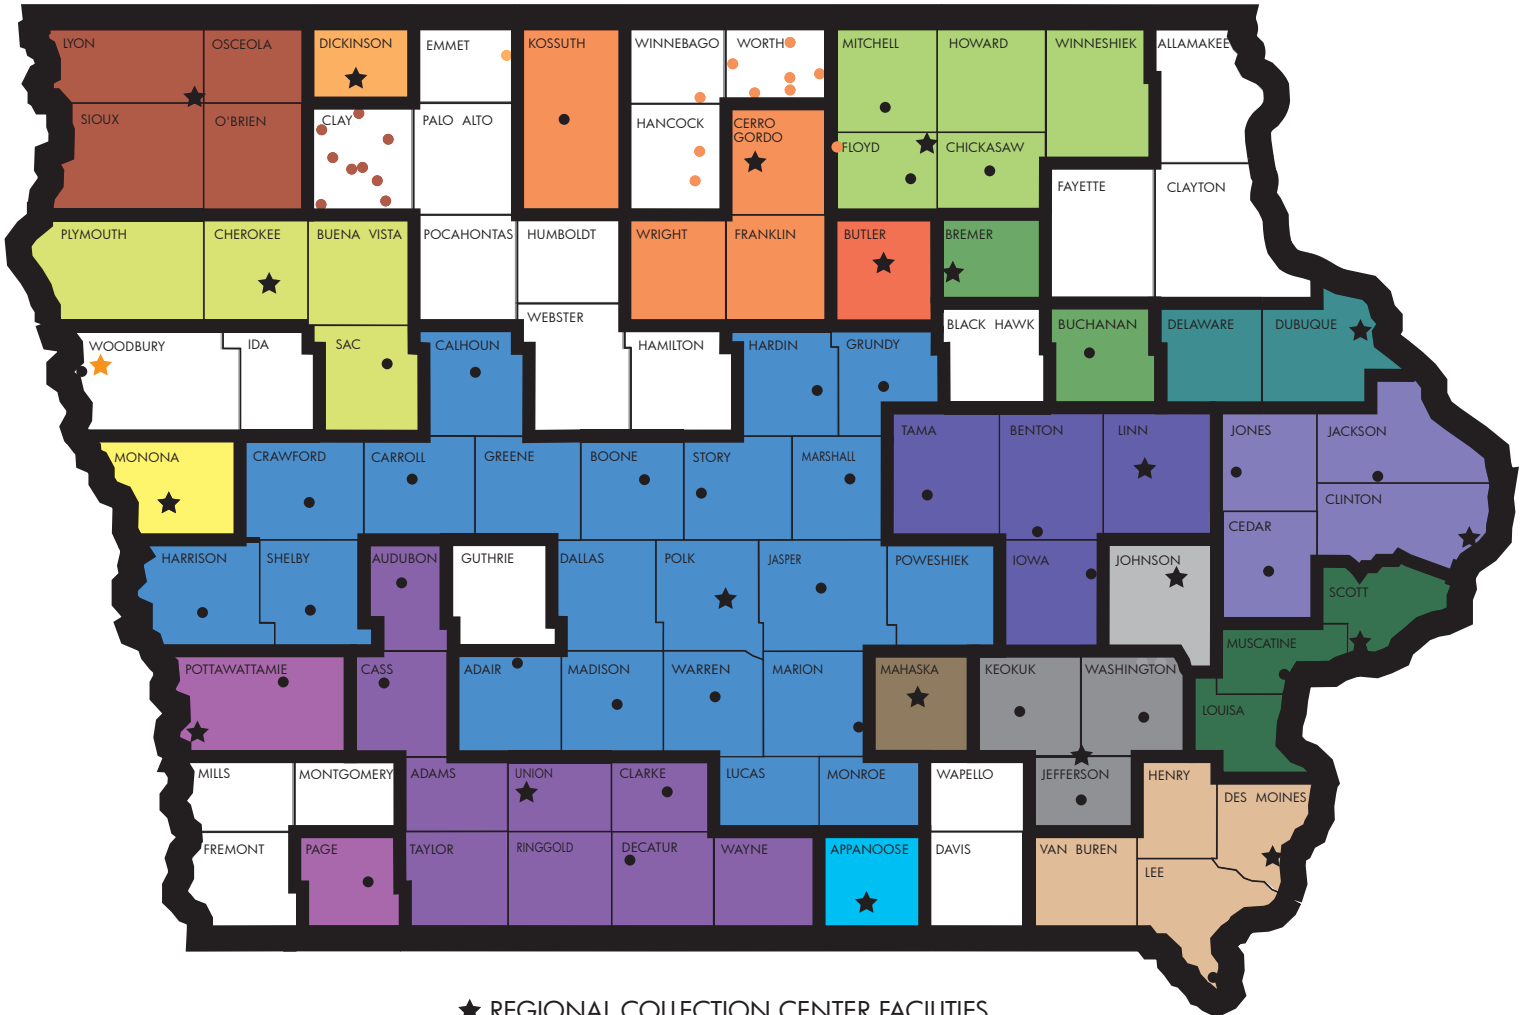 LYON
OSCEOLA
DICKINSON
EMMET
KOSSUTH
WINNEBAGO
WORTH
MITCHELL
HOWARD
WINNESHIEK
ALLAMAKEE
SIOUX
O'BRIEN
CLAY
PALO ALTO
HANCOCK
CERRO
GORDO
FLOYD
CHICKASAW
FAYETTE
CLAYTON
PLYMOUTH
CHEROKEE
BUENA VISTA
POCAHONTAS
HUMBOLDT
WRIGHT
FRANKLIN
BUTLER
BREMER
WEBSTER
BLACK HAWK
BUCHANAN
DELAWARE
DUBUQUE
WOODBURY
IDA
SAC
CALHOUN
HAMILTON
HARDIN
GRUNDY
TAMA
BENTON
LINN
JONES
JACKSON
MONONA
CRAWFORD
CARROLL
GREENE
BOONE
STORY
MARSHALL
CLINTON
CEDAR
HARRISON
SHELBY
AUDUBON
GUTHRIE
DALLAS
POLK
JASPER
POWESHIEK
IOWA
JOHNSON
SCOTT
MUSCATINE
POTTAWATTAMIE
CASS
ADAIR
MADISON
WARREN
MARION
MAHASKA
KEOKUK
WASHINGTON
LOUISA
MILLS
MONTGOMERY
ADAMS
UNION
CLARKE
LUCAS
MONROE
WAPELLO
JEFFERSON
HENRY
DES MOINES
FREMONT
PAGE
TAYLOR
RINGGOLD
DECATUR
WAYNE
APPANOOSE
DAVIS
VAN BUREN
LEE
REGIONAL COLLECTION CENTER FACILITIES